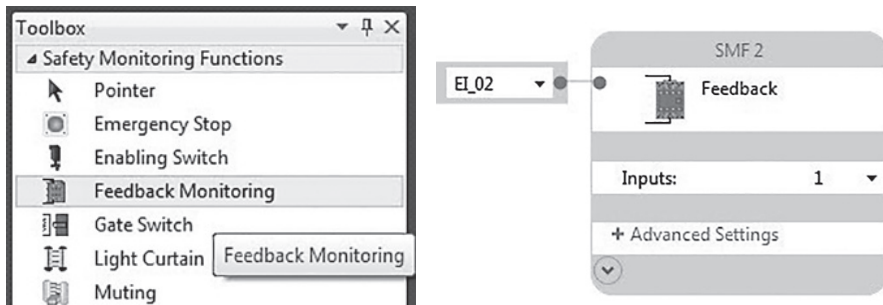 Toolbox
Safety Monitoring Functions
Pointer
Emergency Stop
Enabling Switch
Feedback Monitoring
Gate Switch
Light Curtain
Feedback Monitoring
Muting
SMF 2
EI_02
Feedback
Inputs: 1
+ Advanced Settings